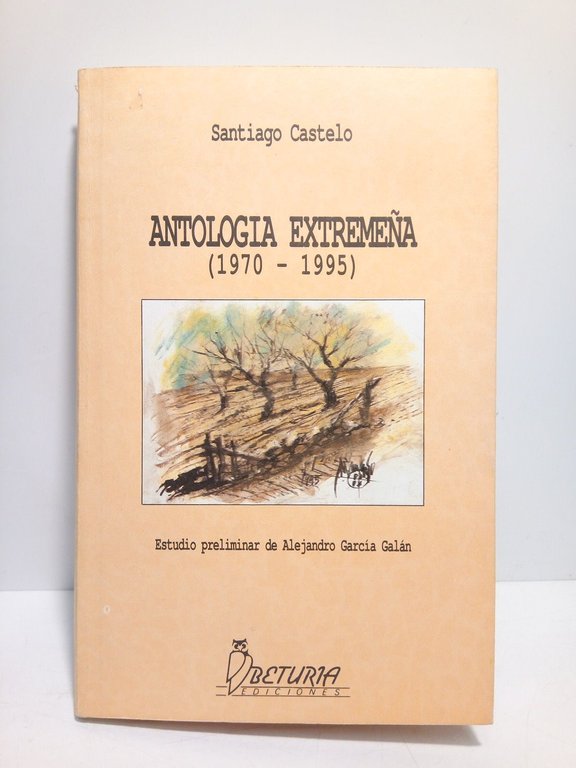 Santiago Castelo
ANTOLOGIA EXTREMEÑA
(1970 - 1995)
Estudio preliminar de Alejandro García Galán
BETURIA
EDICIONES